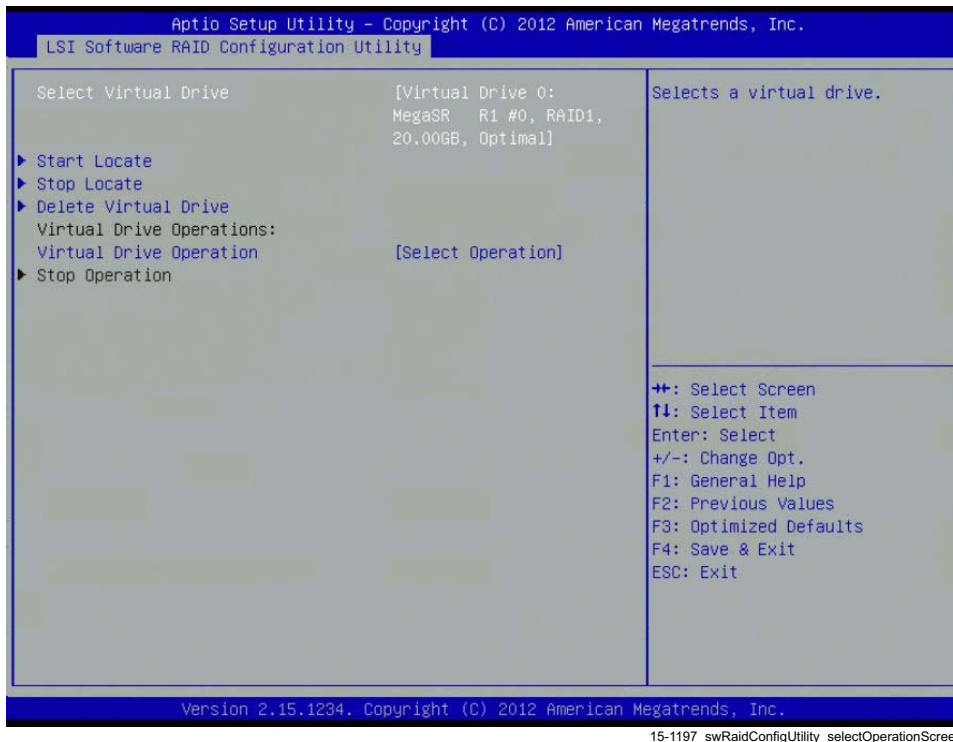 Aptio Setup Utility – Copyright (C) 2012 American Megatrends, Inc.
LSI Software RAID Configuration Utility
Select Virtual Drive [Virtual Drive 0:
MegaSR R1 #0, RAID1,
20.00GB, Optimal]
Start Locate
Stop Locate
Delete Virtual Drive
Virtual Drive Operations:
Virtual Drive Operation [Select Operation]
Stop Operation
Selects a virtual drive.
→←: Select Screen
↑↓: Select Item
Enter: Select
+/-: Change Opt.
F1: General Help
F2: Previous Values
F3: Optimized Defaults
F4: Save & Exit
ESC: Exit
Version 2.15.1234. Copyright (C) 2012 American Megatrends, Inc.
15-1197_swRaidConfigUtility_selectOperationScree